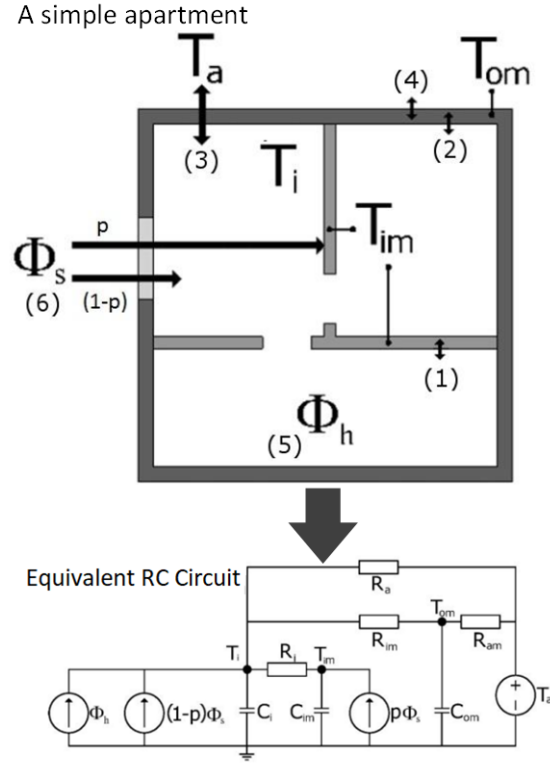 A simple apartment
Ta
Tom
(4)
(3)
(2)
Ti
p
Tim
Φs
(6)
(1-p)
(1)
Φh
(5)
Equivalent RC Circuit
Ra
Tom
Rim
Ram
Ti
Ri
Tim
Φh
(1-p)Φs
Ci
Cim
pΦs
Com
+
−
Ta